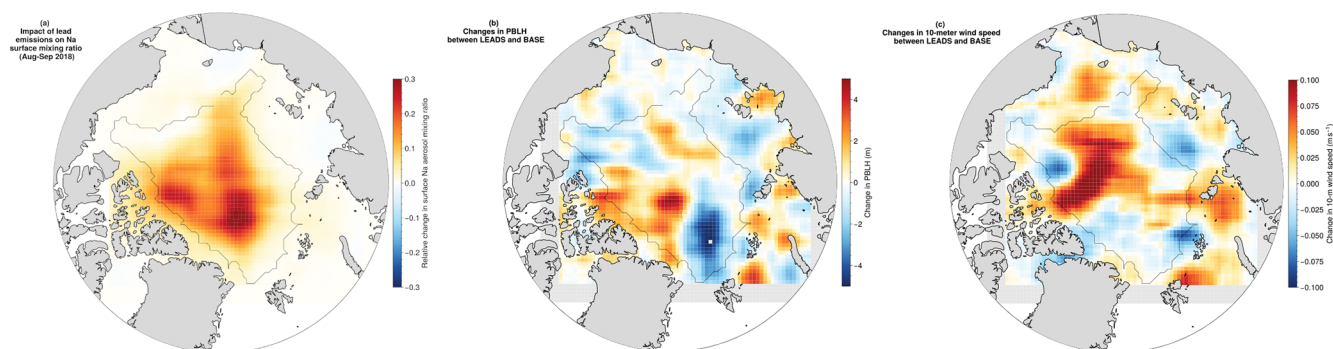 (a)
Impact of lead
emissions on Na
surface mixing ratio
(Aug-Sep 2018)
0.3
0.2
0.1
0.0
−0.1
−0.2
−0.3
Relative change in surface Na aerosol mixing ratio
(b)
Changes in PBLH
between LEADS and BASE
4
2
0
−2
−4
Change in PBLH (m)
(c)
Changes in 10-meter wind speed
between LEADS and BASE
0.100
0.075
0.050
0.025
0.000
−0.025
−0.050
−0.075
−0.100
Change in 10-m wind speed (ms⁻¹)